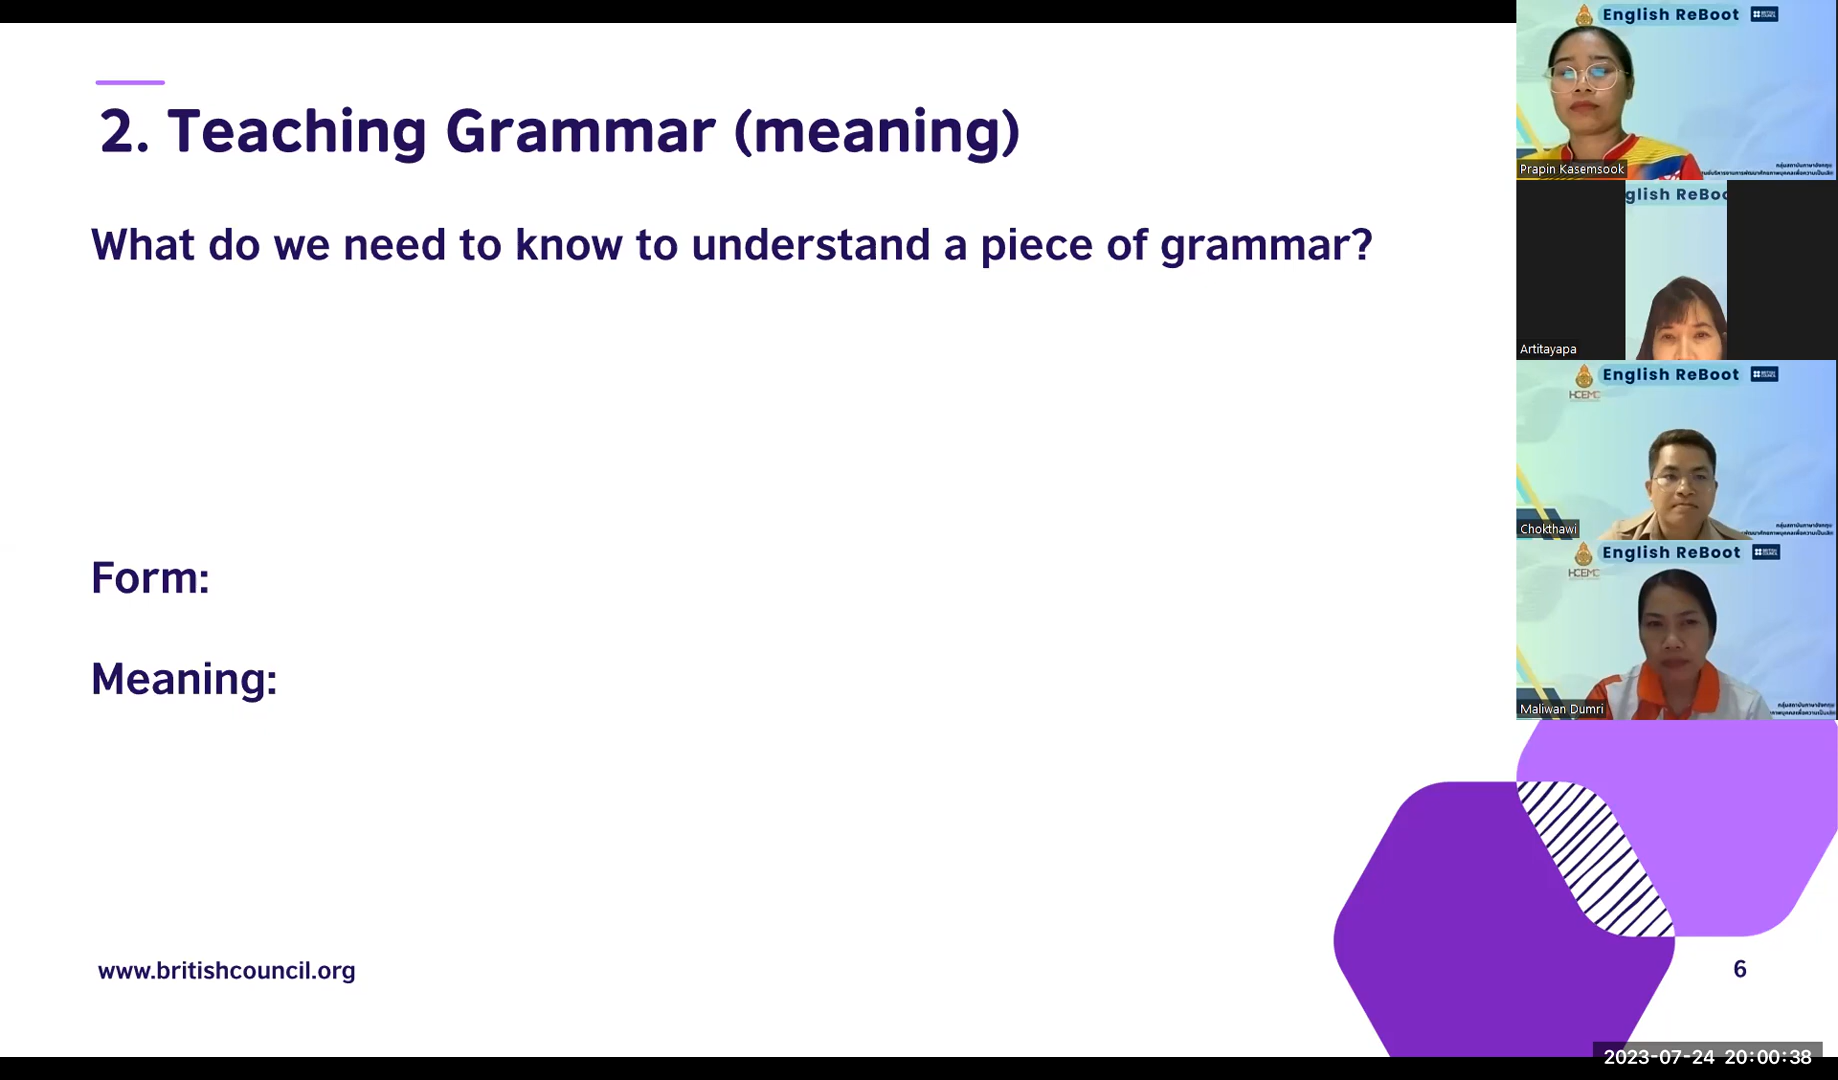 2. Teaching Grammar (meaning)
What do we need to know to understand a piece of grammar?
Form:
Meaning:
www.britishcouncil.org
6
English ReBoot
Prapin Kasemsook
glish ReBoo
Artitayapa
English ReBoot
HCEMC
Chokthawi
English ReBoot
HCEMC
Maliwan Dumri
2023-07-24 20:00:38